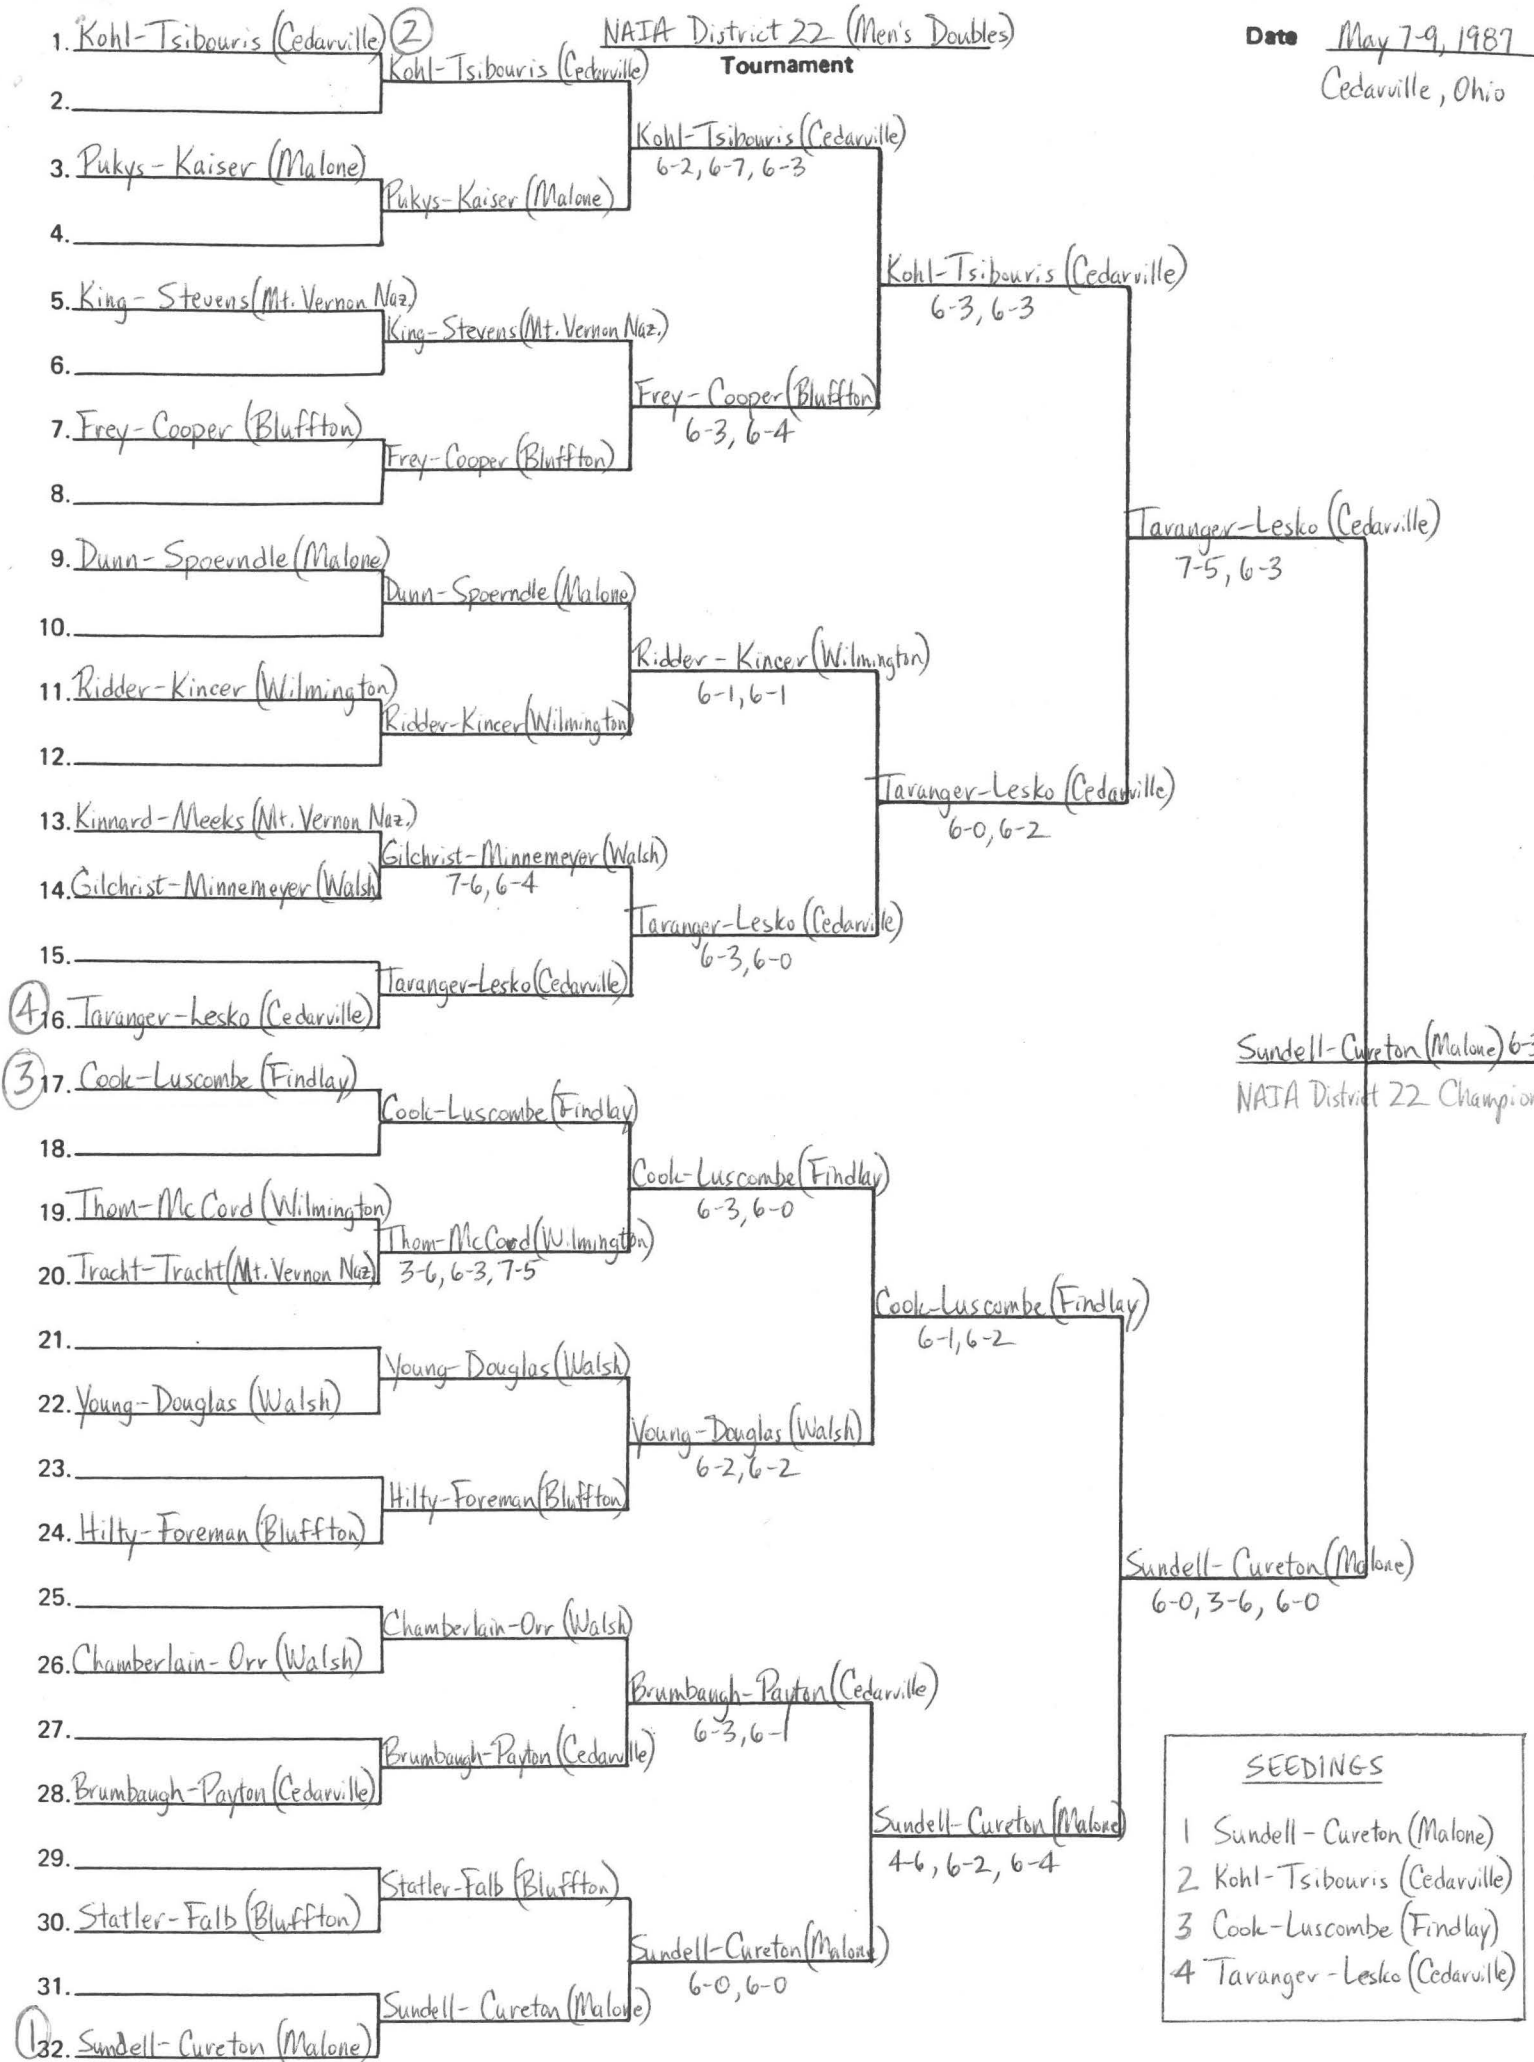 NAIA District 22 (Men's Doubles)
Tournament
Date May 7-9, 1987
Cedarville, Ohio
1. Kohl-Tsibouris (Cedarville) 2
2.
3. Pukys-Kaiser (Malone)
4.
5. King-Stevens (Mt. Vernon Naz.)
6.
7. Frey-Cooper (Bluffton)
8.
9. Dunn-Spoerndle (Malone)
10.
11. Ridder-Kincer (Wilmington)
12.
13. Kinnard-Meeks (Mt. Vernon Naz.)
14. Gilchrist-Minnemeyer (Walsh)
15.
4 16. Taranger-Lesko (Cedarville)
3 17. Cook-Luscombe (Findlay)
18.
19. Thom-McCord (Wilmington)
20. Tracht-Tracht (Mt. Vernon Naz)
21.
22. Young-Douglas (Walsh)
23.
24. Hilty-Foreman (Bluffton)
25.
26. Chamberlain-Orr (Walsh)
27.
28. Brumbaugh-Payton (Cedarville)
29.
30. Statler-Falb (Bluffton)
31.
1 32. Sundell-Cureton (Malone)
Kohl-Tsibouris (Cedarville)
Pukys-Kaiser (Malone)
King-Stevens (Mt. Vernon Naz.)
Frey-Cooper (Bluffton)
Dunn-Spoerndle (Malone)
Ridder-Kincer (Wilmington)
Gilchrist-Minnemeyer (Walsh)
7-6, 6-4
Taranger-Lesko (Cedarville)
Cook-Luscombe (Findlay)
Thom-McCord (Wilmington)
3-6, 6-3, 7-5
Young-Douglas (Walsh)
Hilty-Foreman (Bluffton)
Chamberlain-Orr (Walsh)
Brumbaugh-Payton (Cedarville)
Statler-Falb (Bluffton)
Sundell-Cureton (Malone)
Kohl-Tsibouris (Cedarville)
6-2, 6-7, 6-3
Frey-Cooper (Bluffton)
6-3, 6-4
Ridder-Kincer (Wilmington)
6-1, 6-1
Taranger-Lesko (Cedarville)
6-3, 6-0
Cook-Luscombe (Findlay)
6-3, 6-0
Young-Douglas (Walsh)
6-2, 6-2
Brumbaugh-Payton (Cedarville)
6-3, 6-1
Sundell-Cureton (Malone)
6-0, 6-0
Kohl-Tsibouris (Cedarville)
6-3, 6-3
Taranger-Lesko (Cedarville)
6-0, 6-2
Cook-Luscombe (Findlay)
6-1, 6-2
Sundell-Cureton (Malone)
4-6, 6-2, 6-4
Taranger-Lesko (Cedarville)
7-5, 6-3
Sundell-Cureton (Malone)
6-0, 3-6, 6-0
Sundell-Cureton (Malone)
NAIA District 22
SEEDINGS
1 Sundell-Cureton (Malone)
2 Kohl-Tsibouris (Cedarville)
3 Cook-Luscombe (Findlay)
4 Taranger-Lesko (Cedarville)